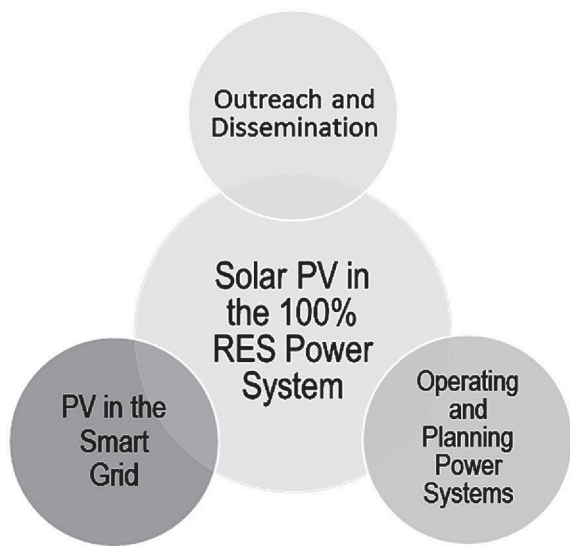 Outreach and
Dissemination
Solar PV in
the 100%
RES Power
System
PV in the
Smart
Grid
Operating
and
Planning
Power
Systems